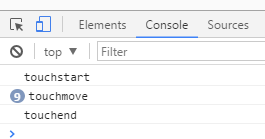 Elements Console Sources
top ▼ Filter
touchstart
9 touchmove
touchend